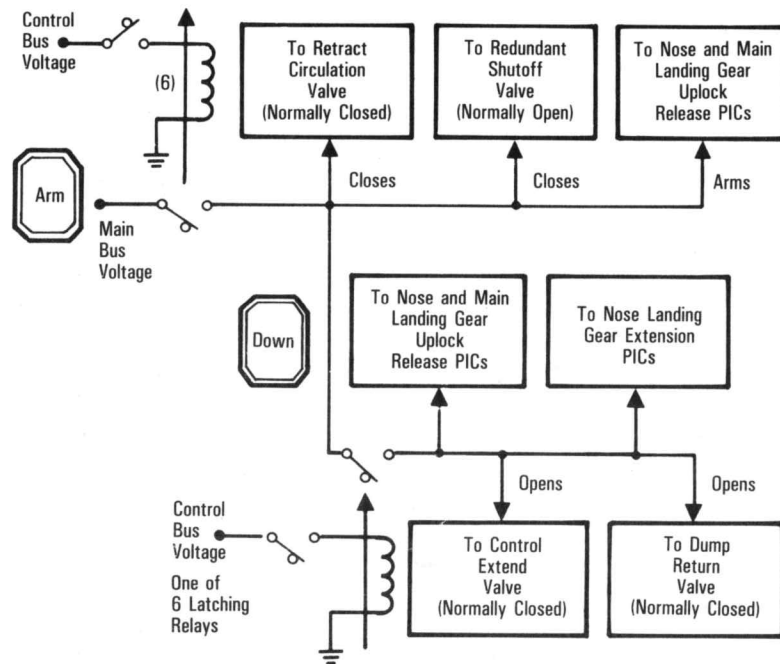 Control
Bus
Voltage
(6)
To Retract
Circulation
Valve
(Normally Closed)
To Redundant
Shutoff
Valve
(Normally Open)
To Nose and Main
Landing Gear
Uplock
Release PICs
Closes
Closes
Arms
Arm
Main
Bus
Voltage
Down
To Nose and Main
Landing Gear
Uplock
Release PICs
To Nose Landing
Gear Extension
PICs
Opens
Opens
Control
Bus
Voltage
One of
6 Latching
Relays
To Control
Extend
Valve
(Normally Closed)
To Dump
Return
Valve
(Normally Closed)